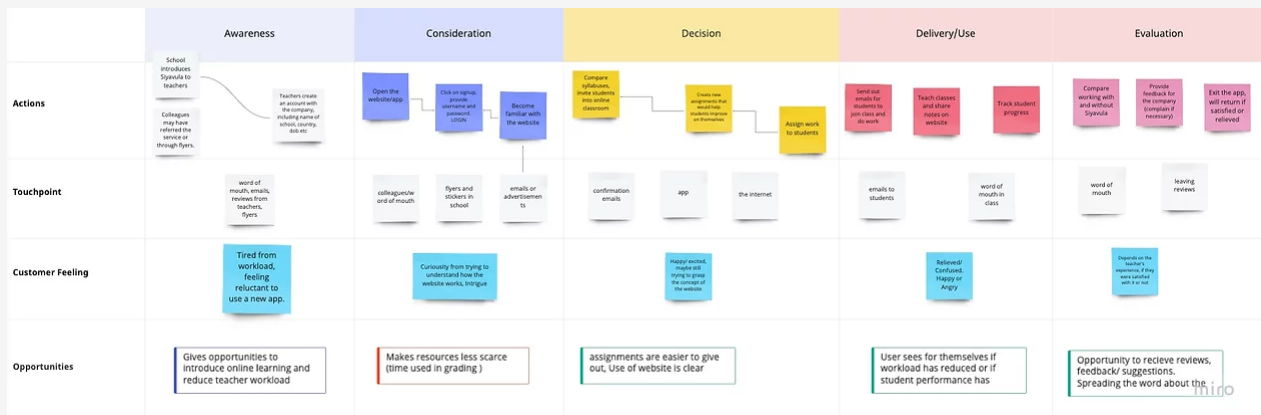 Awareness
Consideration
Decision
Delivery/Use
Evaluation
Actions
School
introduces
Siyavula to
teachers
Colleagues
may have
referred the
service or
through flyers.
Teachers create
an account with
the company,
including name of
school, country,
dob.etc
Open the
website/app
Click on signup,
provide
username and
password.
LOGIN
Become
familiar with
the website
Compare
syllabuses,
invite students
into online
classroom
Create new
assignments that
would help
students improve
on themselves
Assign work
to students
Send out
emails for
students to
join class and
do work
Teach classes
and share
notes on
website
Track student
progress
Compare
working with
and without
Siyavula
Provide
feedback for
the company
(complain if
necessary)
Exit the app,
will return if
satisfied or
relieved
Touchpoint
word of
mouth, emails,
reviews from
teachers,
flyers
colleagues/w
ord of mouth
flyers and
stickers in
school
emails or
advertisemen
ts
confirmation
emails
app
the internet
emails to
students
word of
mouth in
class
word of
mouth
leaving
reviews
Customer Feeling
Tired from
workload,
feeling
reluctant to
use a new app.
Curiousity from trying to
understand how the
website works, Intrigue
Happy/ excited,
maybe still
trying to grasp
the concept of
the website
Relieved/
Confused.
Happy or
Angry
Depends on the
teacher's
experience, if they
were satisfied
with it or not.
Opportunities
Gives opportunities to
introduce online learning and
reduce teacher workload
Makes resources less scarce
(time used in grading )
assignments are easier to give
out, Use of website is clear
User sees for themselves if
workload has reduced or if
student performance has
Opportunity to recieve reviews,
feedback/ suggestions.
Spreading the word about the
miro